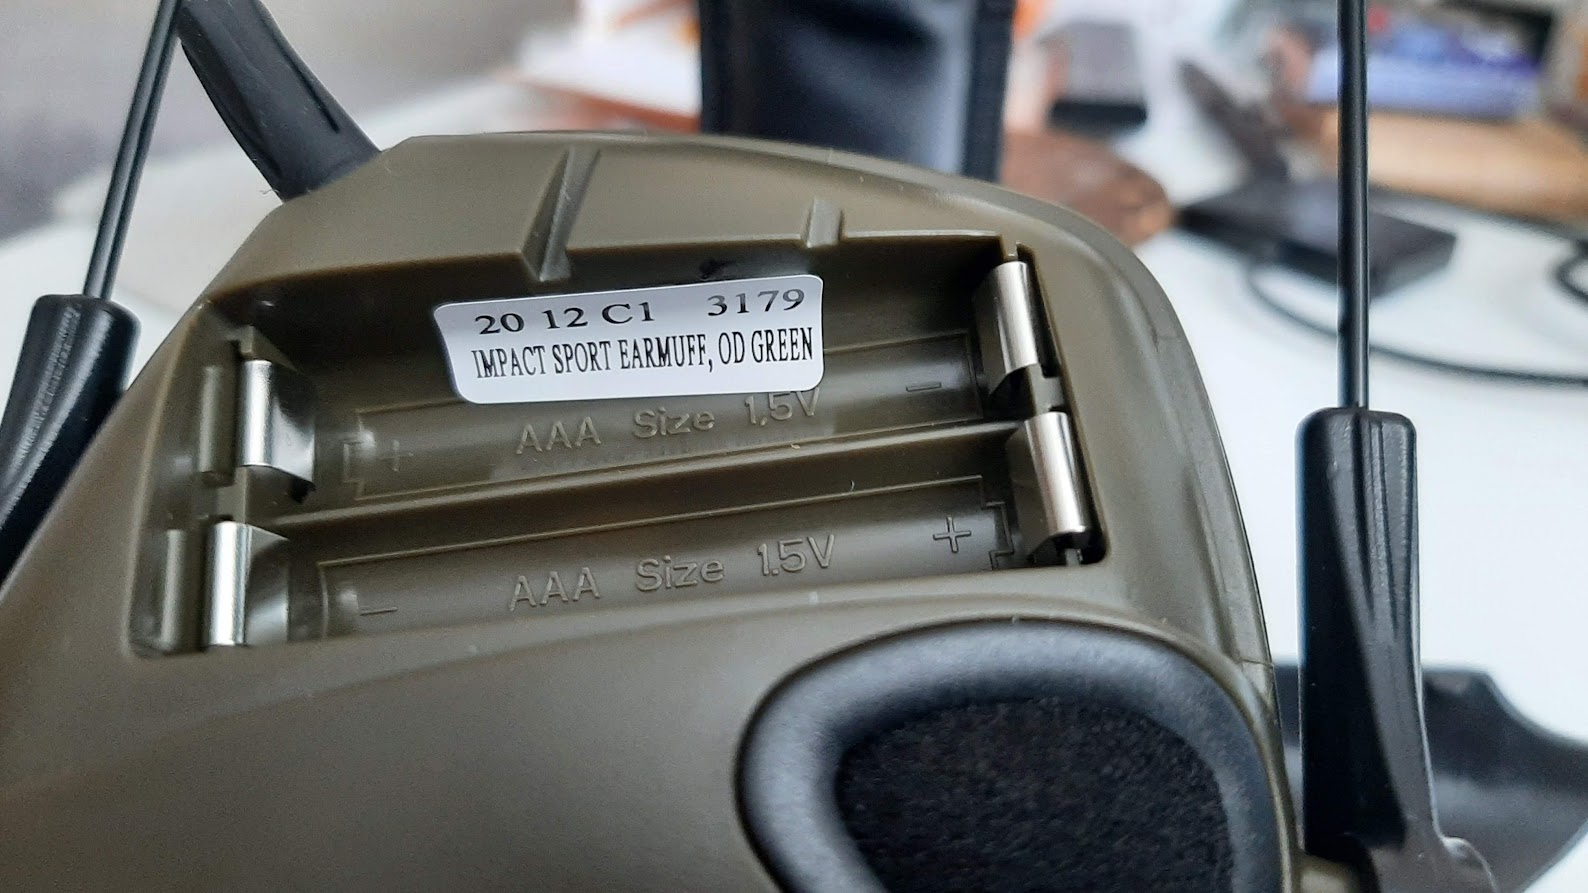 20 12 C1 3179
IMPACT SPORT EARMUFF, OD GREEN
AAA Size 1,5V -
+
AAA Size 1.5V +
-